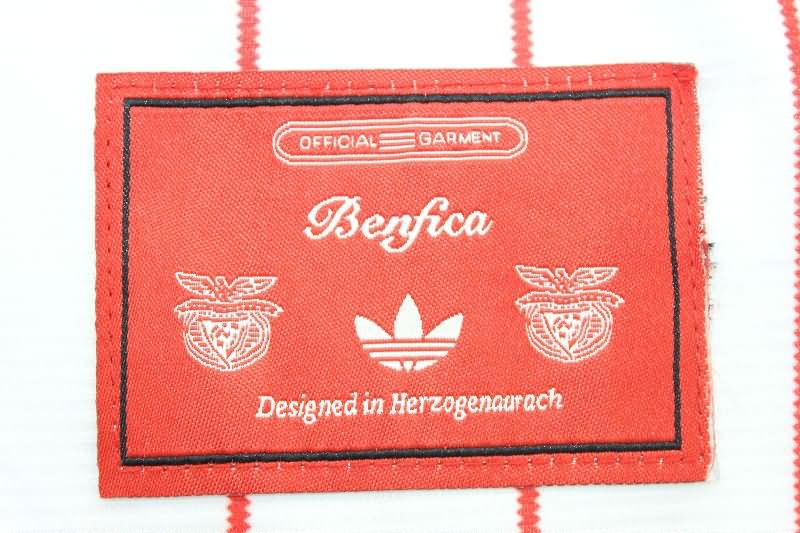 OFFICIAL GARMENT
Benfica
Designed in Herzogenaurach